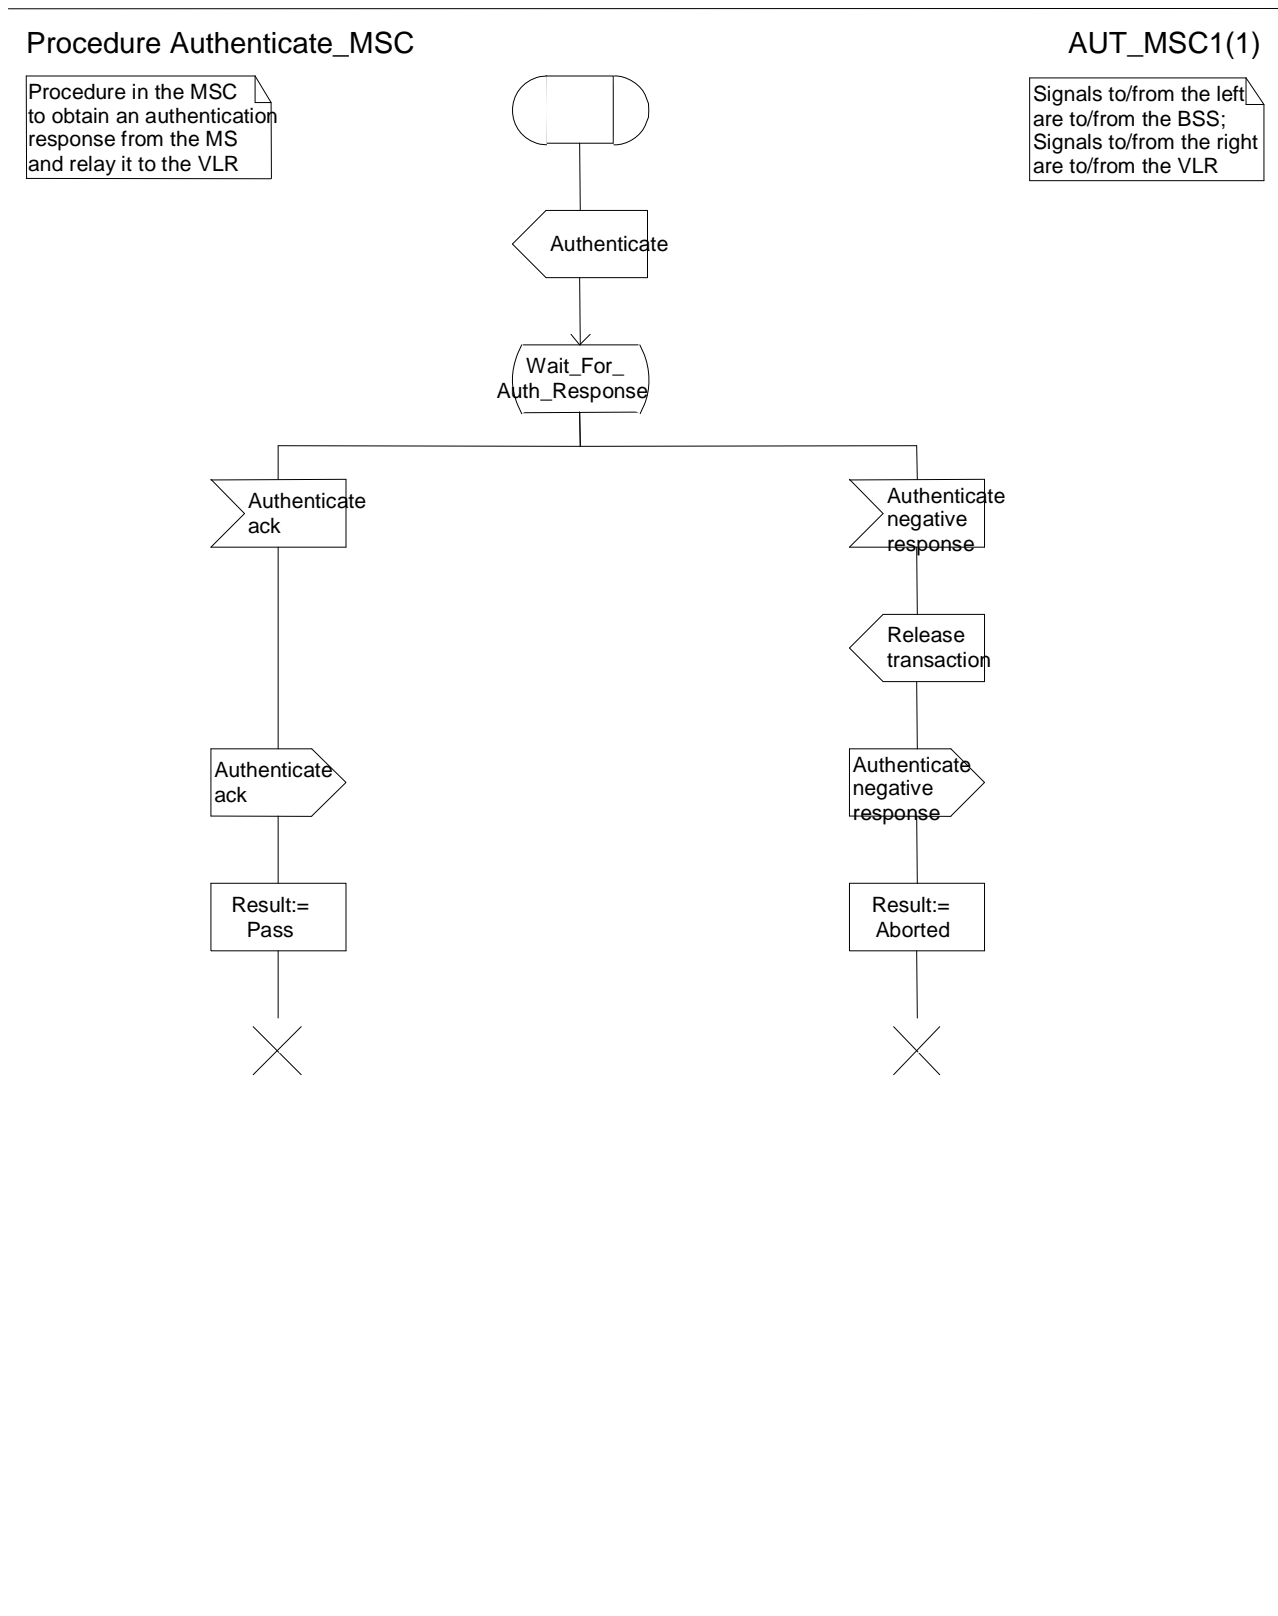 Procedure Authenticate_MSC
AUT_MSC1(1)
Procedure in the MSC
to obtain an authentication
response from the MS
and relay it to the VLR
Signals to/from the left
are to/from the BSS;
Signals to/from the right
are to/from the VLR
Authenticate
Wait_For_
Auth_Response
Authenticate
ack
Authenticate
negative
response
Release
transaction
Authenticate
ack
Authenticate
negative
response
Result:=
Pass
Result:=
Aborted